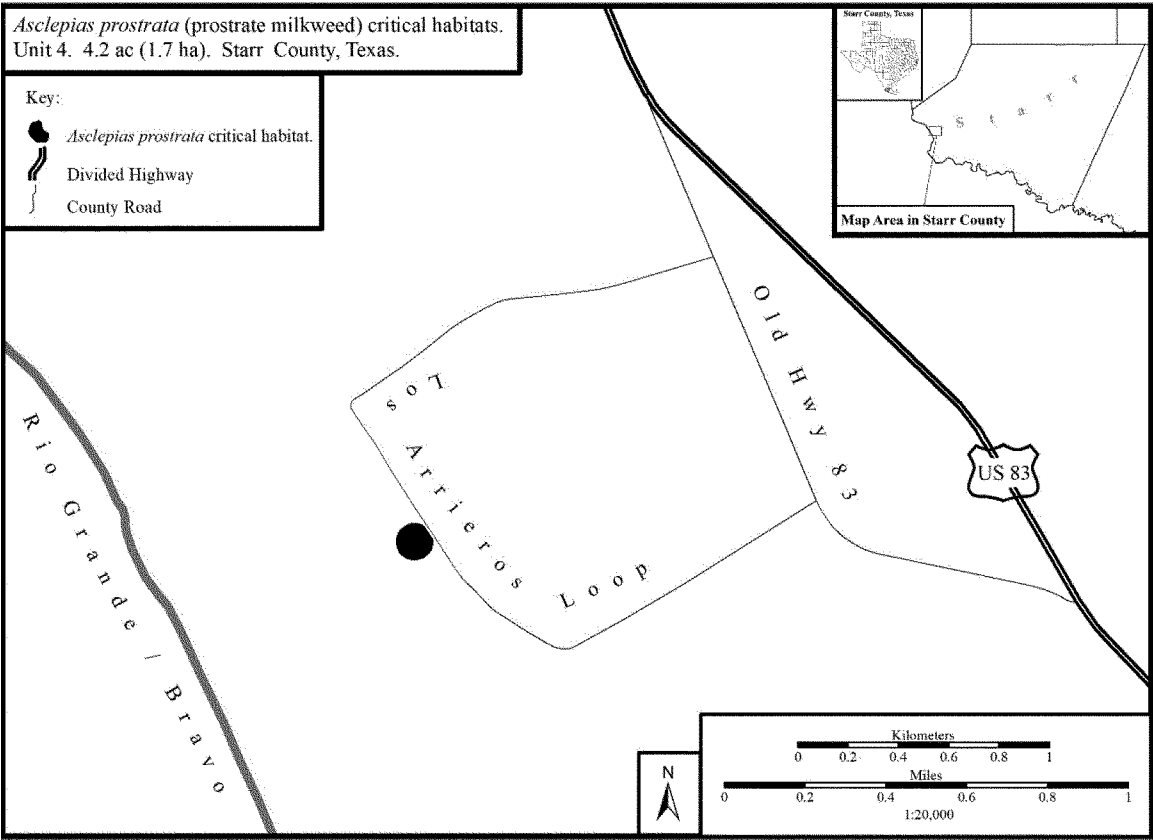 Asclepias prostrata (prostrate milkweed) critical habitats.
Unit 4. 4.2 ac (1.7 ha). Starr County, Texas.
Key:
Asclepias prostrata critical habitat.
Divided Highway
County Road
Starr County, Texas
Starr
Map Area in Starr County
Old Hwy 83
US 83
Los Arrieros Loop
Rio Grande / Bravo
N
Kilometers
0 0.2 0.4 0.6 0.8 1
Miles
0 0.2 0.4 0.6 0.8 1
1:20,000